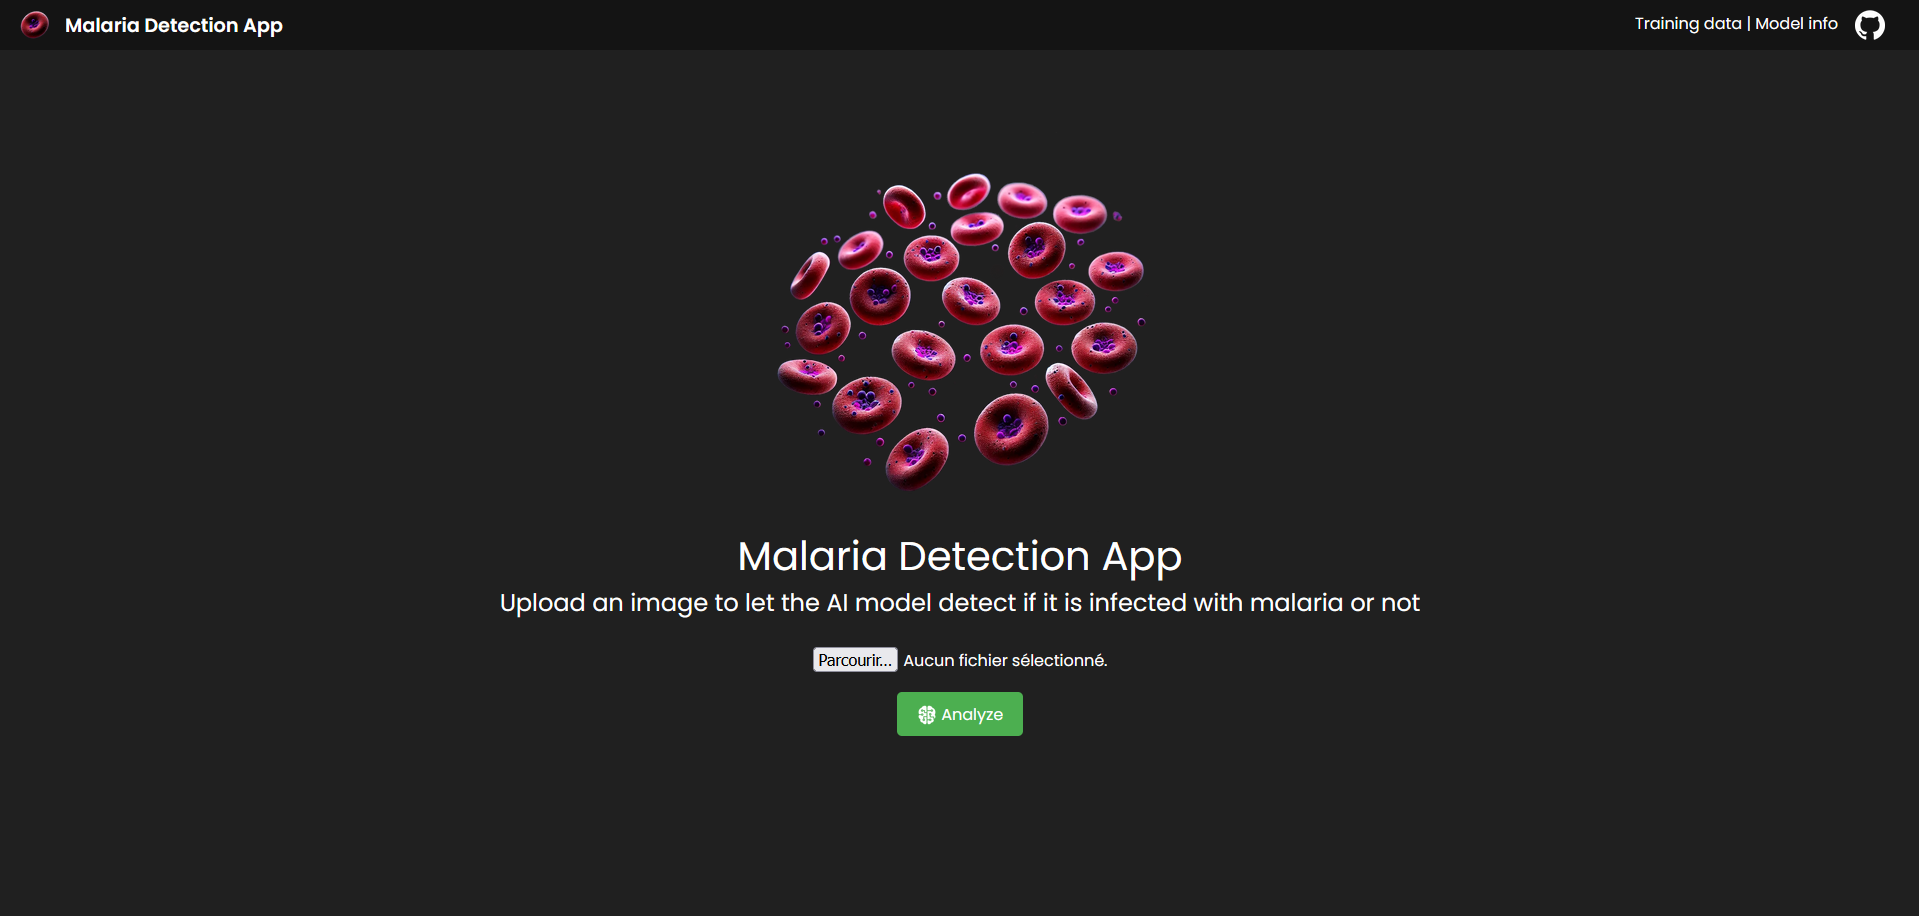 Malaria Detection App
Training data | Model info
Malaria Detection App
Upload an image to let the AI model detect if it is infected with malaria or not
Parcourir... Aucun fichier sélectionné.
Analyze